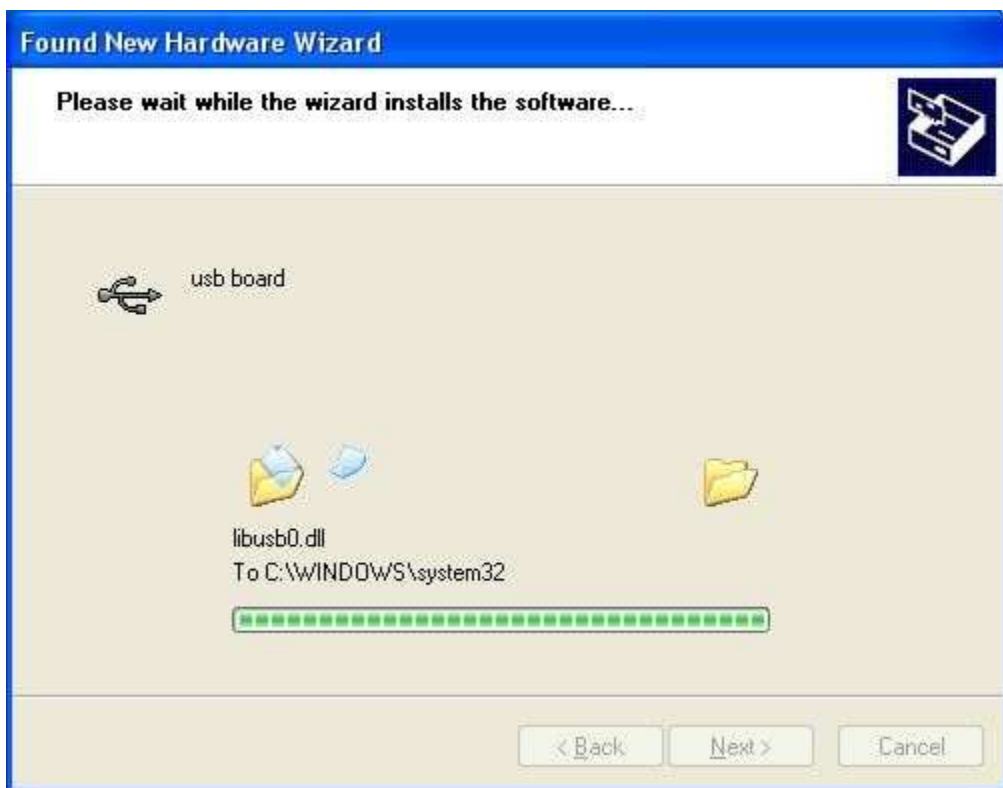 Found New Hardware Wizard
Please wait while the wizard installs the software...
usb board
libusb0.dll
To C:\WINDOWS\system32
< Back
Next >
Cancel